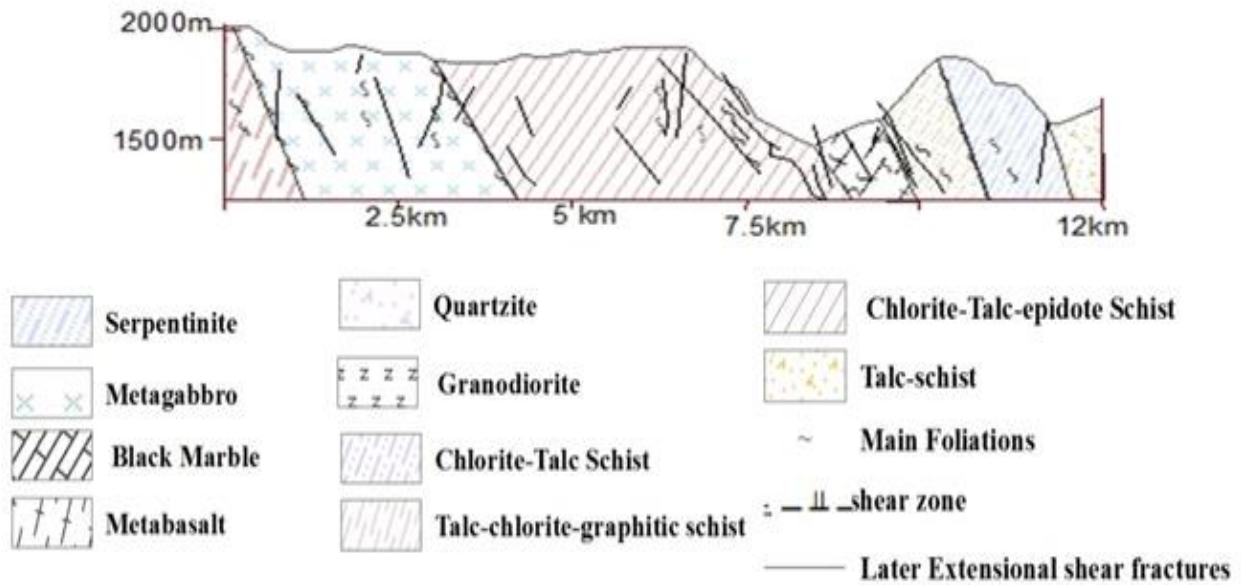 2000m
1500m
2.5km
5 km
7.5km
12km
Serpentinite
Metagabbro
Black Marble
Metabasalt
Quartzite
Granodiorite
Chlorite-Talc Schist
Talc-chlorite-graphitic schist
Chlorite-Talc-epidote Schist
Talc-schist
Main Foliations
shear zone
Later Extensional shear fractures